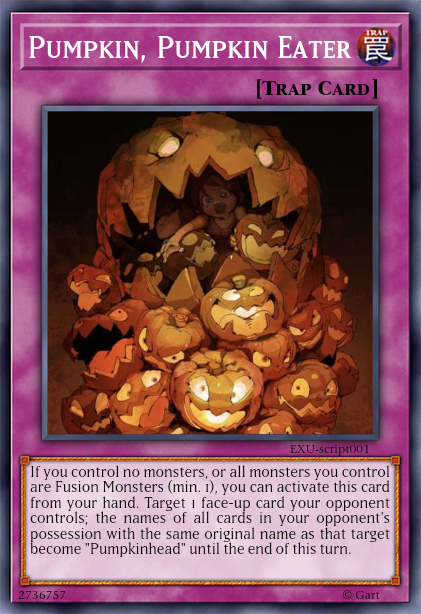 Pumpkin, Pumpkin Eater
TRAP
罠
[Trap Card]
EXU-script001
If you control no monsters, or all monsters you control
are Fusion Monsters (min. 1), you can activate this card
from your hand. Target 1 face-up card your opponent
controls; the names of all cards in your opponent's
possession with the same original name as that target
become "Pumpkinhead" until the end of this turn.
2736757
© Gart